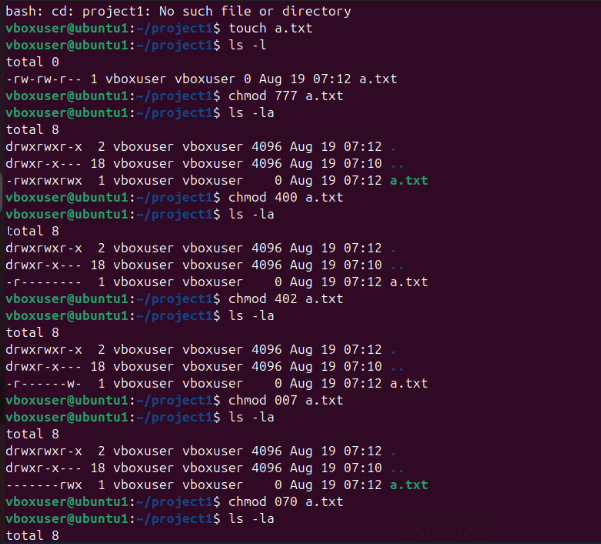 bash: cd: project1: No such file or directory
vboxuser@ubuntu1:~/project1$ touch a.txt
vboxuser@ubuntu1:~/project1$ ls -l
total 0
-rw-rw-r-- 1 vboxuser vboxuser 0 Aug 19 07:12 a.txt
vboxuser@ubuntu1:~/project1$ chmod 777 a.txt
vboxuser@ubuntu1:~/project1$ ls -la
total 8
drwxrwxr-x  2 vboxuser vboxuser 4096 Aug 19 07:12 .
drwxr-x--- 18 vboxuser vboxuser 4096 Aug 19 07:10 ..
-rwxrwxrwx  1 vboxuser vboxuser    0 Aug 19 07:12 a.txt
vboxuser@ubuntu1:~/project1$ chmod 400 a.txt
vboxuser@ubuntu1:~/project1$ ls -la
total 8
drwxrwxr-x  2 vboxuser vboxuser 4096 Aug 19 07:12 .
drwxr-x--- 18 vboxuser vboxuser 4096 Aug 19 07:10 ..
-r--------  1 vboxuser vboxuser    0 Aug 19 07:12 a.txt
vboxuser@ubuntu1:~/project1$ chmod 402 a.txt
vboxuser@ubuntu1:~/project1$ ls -la
total 8
drwxrwxr-x  2 vboxuser vboxuser 4096 Aug 19 07:12 .
drwxr-x--- 18 vboxuser vboxuser 4096 Aug 19 07:10 ..
-r------w-  1 vboxuser vboxuser    0 Aug 19 07:12 a.txt
vboxuser@ubuntu1:~/project1$ chmod 007 a.txt
vboxuser@ubuntu1:~/project1$ ls -la
total 8
drwxrwxr-x  2 vboxuser vboxuser 4096 Aug 19 07:12 .
drwxr-x--- 18 vboxuser vboxuser 4096 Aug 19 07:10 ..
-------rwx  1 vboxuser vboxuser    0 Aug 19 07:12 a.txt
vboxuser@ubuntu1:~/project1$ chmod 070 a.txt
vboxuser@ubuntu1:~/project1$ ls -la
total 8